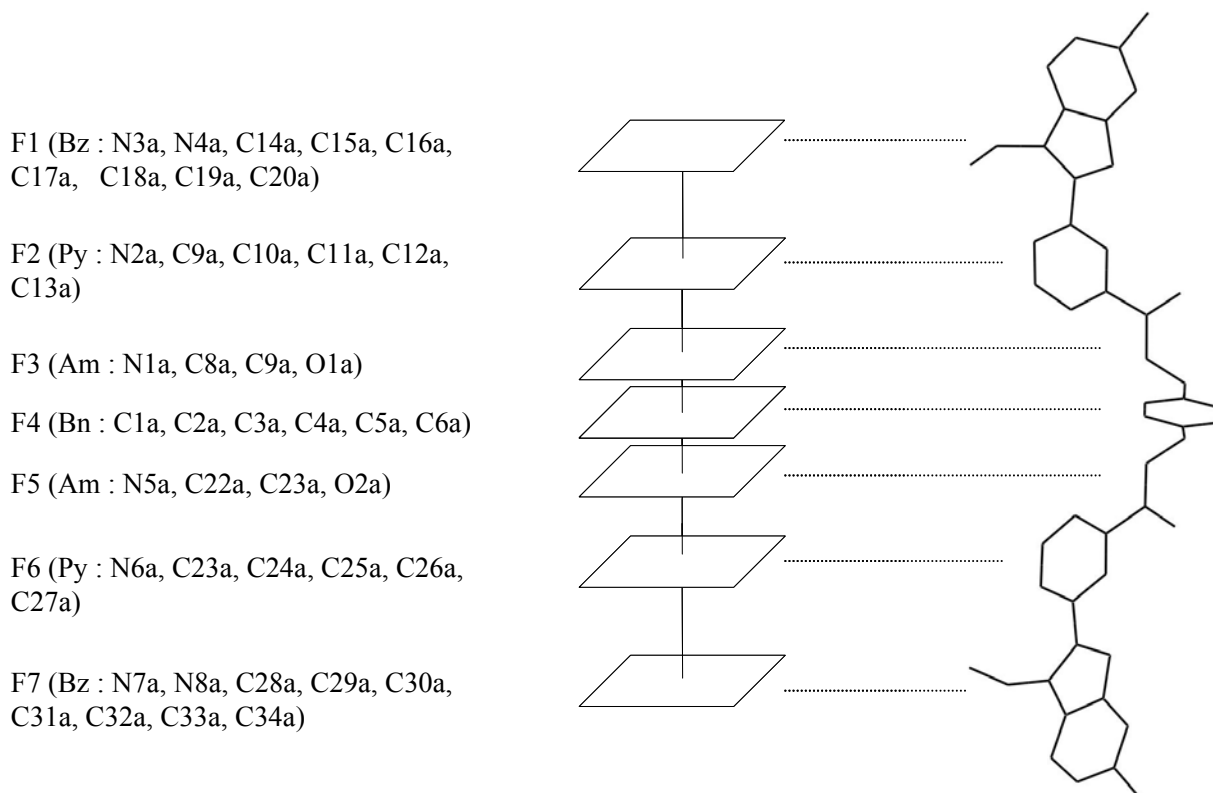 F1 (Bz : N3a, N4a, C14a, C15a, C16a,
C17a, C18a, C19a, C20a)
F2 (Py : N2a, C9a, C10a, C11a, C12a,
C13a)
F3 (Am : N1a, C8a, C9a, O1a)
F4 (Bn : C1a, C2a, C3a, C4a, C5a, C6a)
F5 (Am : N5a, C22a, C23a, O2a)
F6 (Py : N6a, C23a, C24a, C25a, C26a,
C27a)
F7 (Bz : N7a, N8a, C28a, C29a, C30a,
C31a, C32a, C33a, C34a)